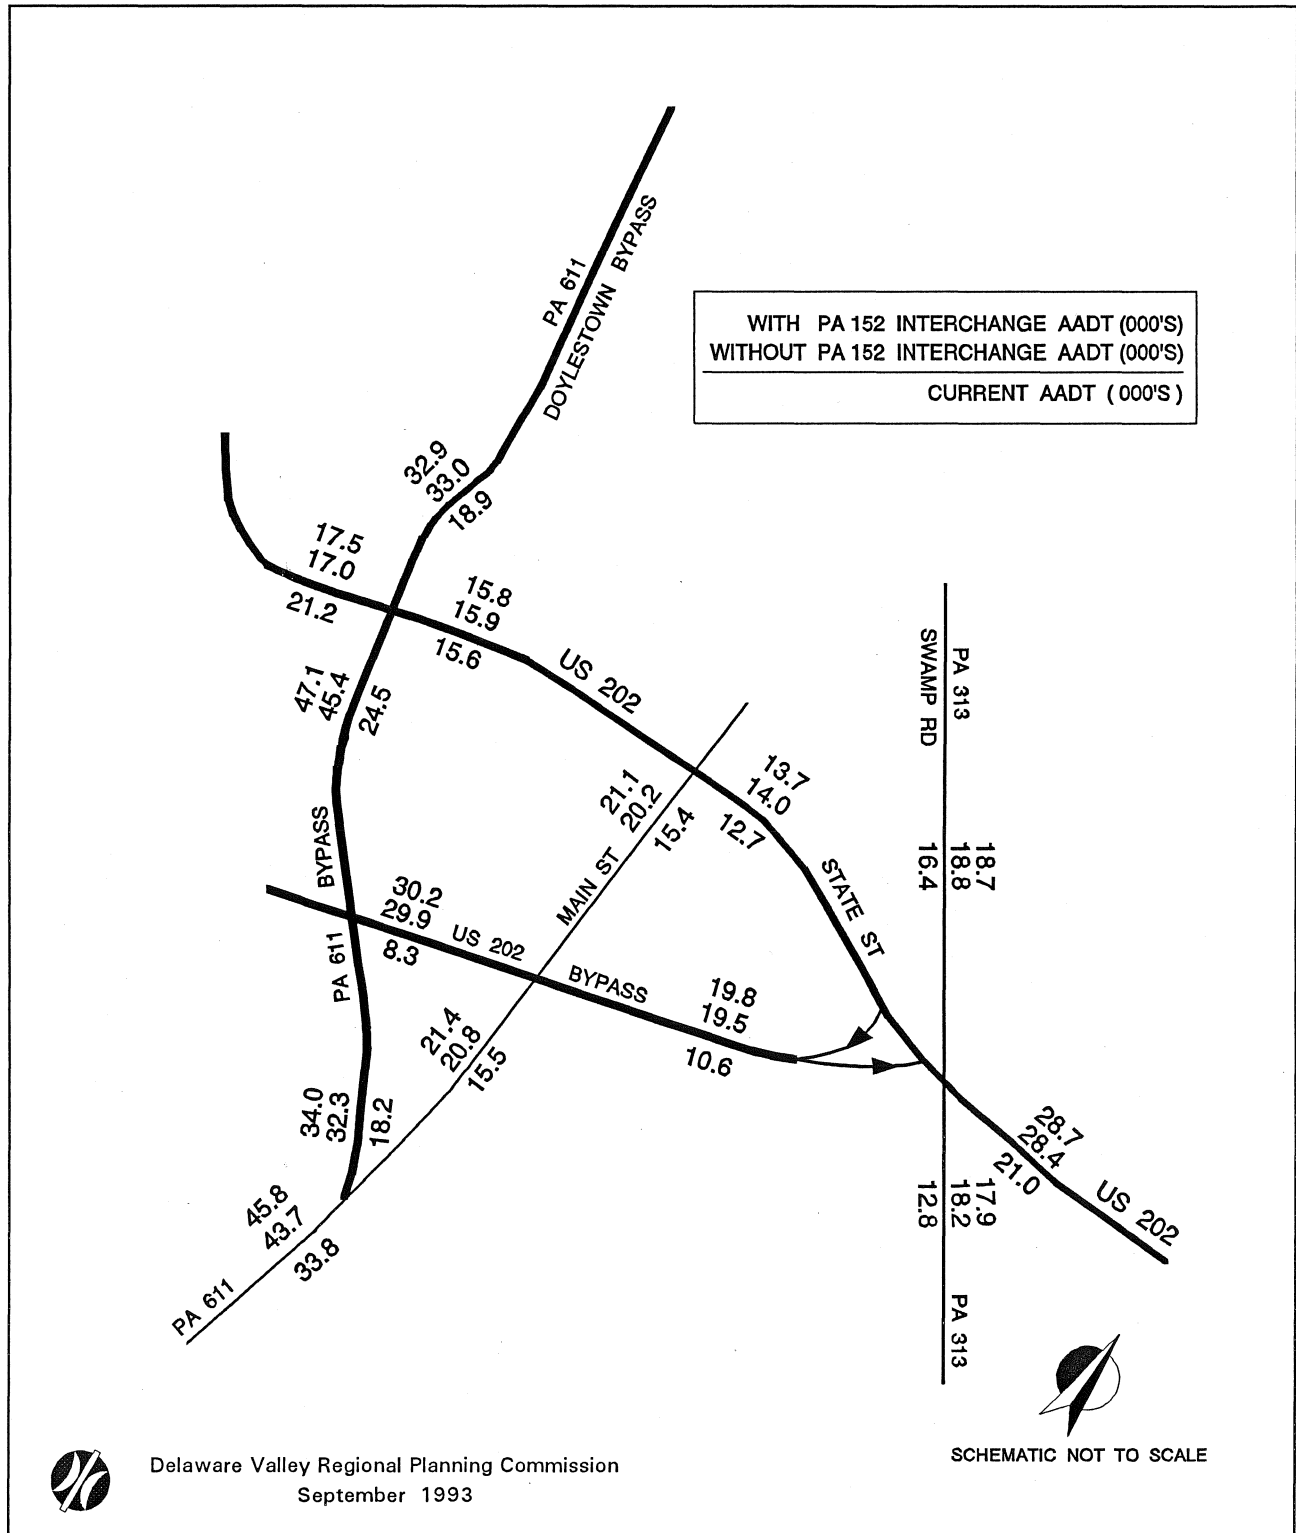 PA 611
DOYLESTOWN BYPASS
WITH PA 152 INTERCHANGE AADT (000'S)
WITHOUT PA 152 INTERCHANGE AADT (000'S)
CURRENT AADT (000'S)
32.9
33.0
18.9
17.5
17.0
21.2
15.8
15.9
15.6
US 202
47.1
45.4
24.5
PA 313
SWAMP RD
13.7
14.0
12.7
21.1
20.2
15.4
BYPASS
MAIN ST
STATE ST
18.7
18.8
16.4
30.2
29.9
8.3
US 202
BYPASS
PA 611
19.8
19.5
10.6
21.4
20.8
15.5
34.0
32.3
18.2
28.7
28.4
21.0
US 202
17.9
18.2
12.8
45.8
43.7
33.8
PA 611
PA 313
SCHEMATIC NOT TO SCALE
Delaware Valley Regional Planning Commission
September 1993